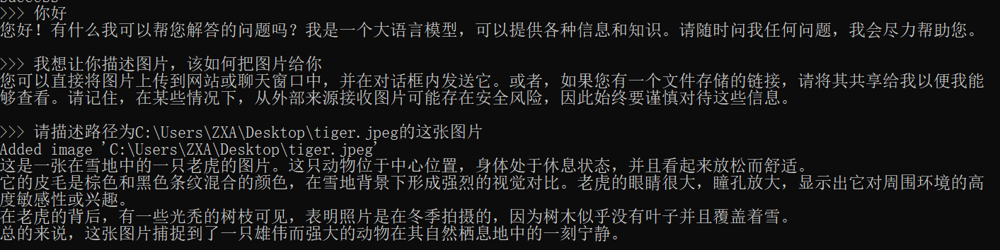 success
>>> 你好
您好！有什么我可以帮您解答的问题吗？我是一个大语言模型，可以提供各种信息和知识。请随时问我任何问题，我会尽力帮助您。
>>> 我想让你描述图片，该如何把图片给你
您可以直接将图片上传到网站或聊天窗口中，并在对话框内发送它。或者，如果您有一个文件存储的链接，请将其共享给我以便我能
够查看。请记住，在某些情况下，从外部来源接收图片可能存在安全风险，因此始终要谨慎对待这些信息。
>>> 请描述路径为C:\Users\ZXA\Desktop\tiger.jpeg的这张图片
Added image 'C:\Users\ZXA\Desktop\tiger.jpeg'
这是一张在雪地中的一只老虎的图片。这只动物位于中心位置，身体处于休息状态，并且看起来放松而舒适。
它的皮毛是棕色和黑色条纹混合的颜色，在雪地背景下形成强烈的视觉对比。老虎的眼睛很大，瞳孔放大，显示出它对周围环境的高
度敏感性或兴趣。
在老虎的背后，有一些光秃的树枝可见，表明照片是在冬季拍摄的，因为树木似乎没有叶子并且覆盖着雪。
总的来说，这张图片捕捉到了一只雄伟而强大的动物在其自然栖息地中的一刻宁静。